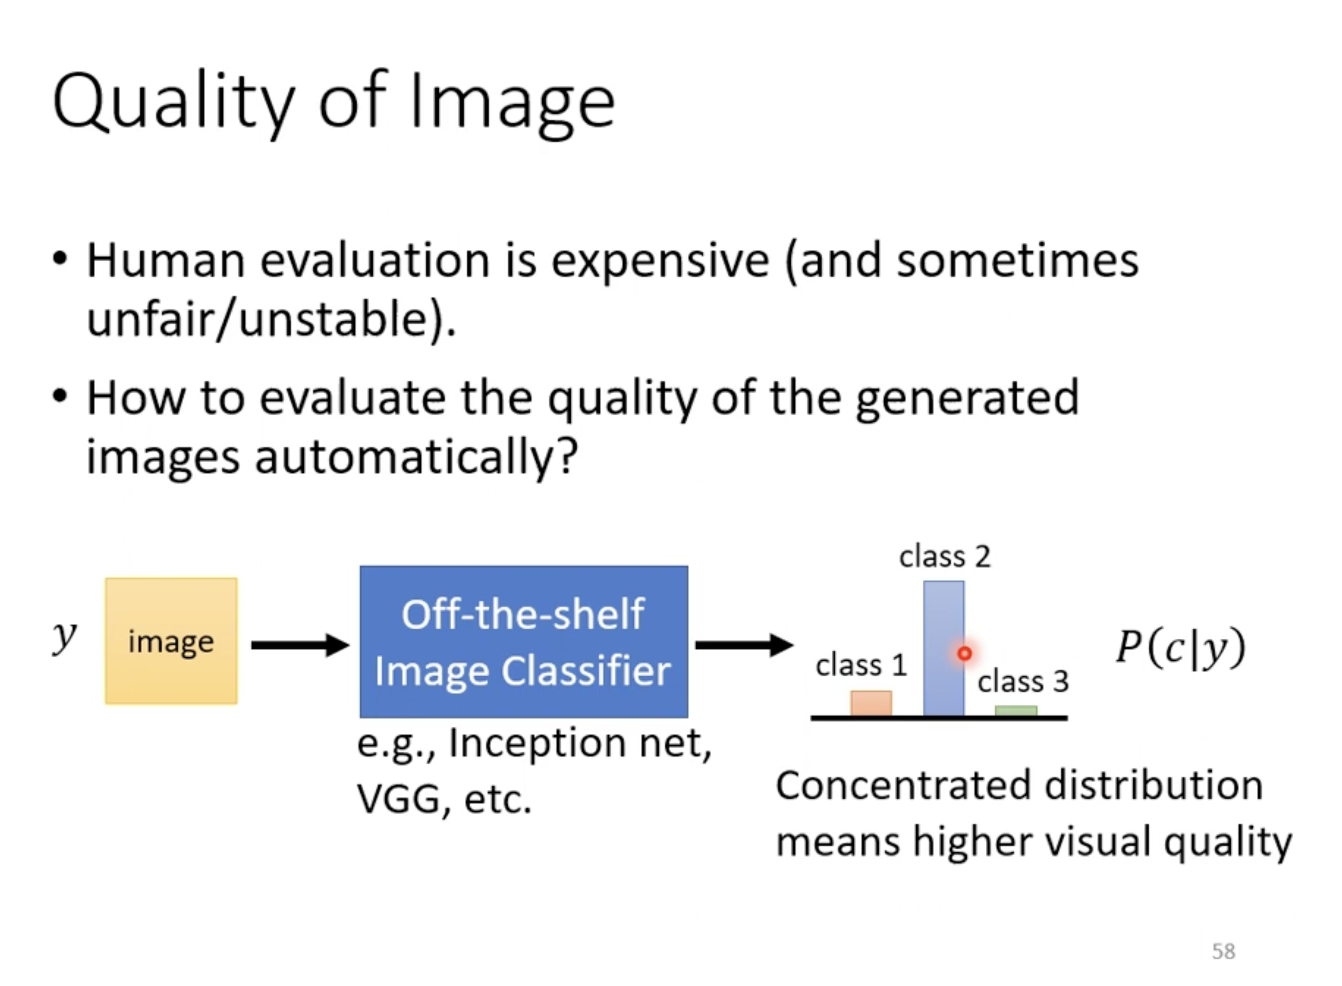 Quality of Image
• Human evaluation is expensive (and sometimes
unfair/unstable).
• How to evaluate the quality of the generated
images automatically?
y
image
Off-the-shelf
Image Classifier
e.g., Inception net,
VGG, etc.
class 1
class 2
class 3
P(c|y)
Concentrated distribution
means higher visual quality
58